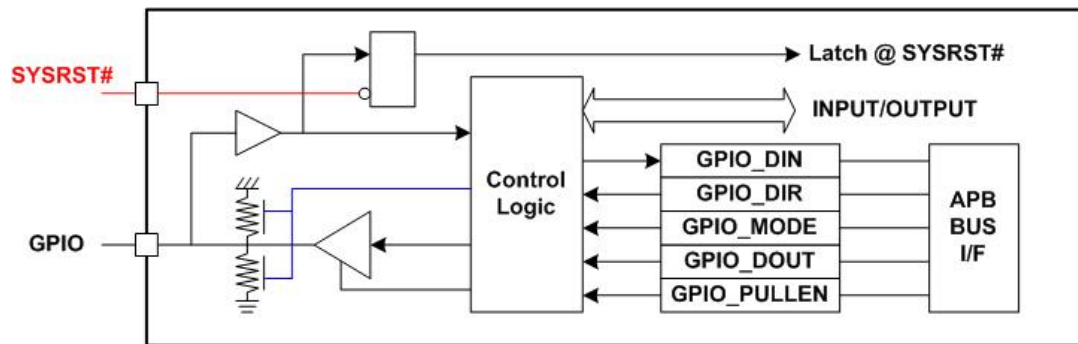 Latch @ SYSRST#
SYSRST#
INPUT/OUTPUT
GPIO_DIN
Control
Logic
GPIO_DIR
APB
BUS
I/F
GPIO_MODE
GPIO
GPIO_DOUT
GPIO_PULLEN